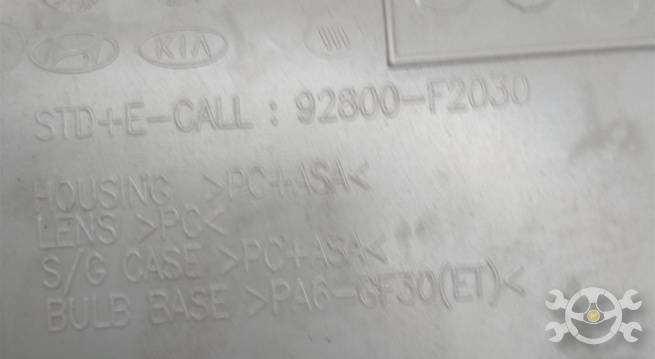 KIA
STD+E-CALL : 92800-F2030
HOUSING >PC+ASA<
LENS >PC<
S/G CASE >PC+ASA<
BULB BASE >PA6-GF30(ET)<